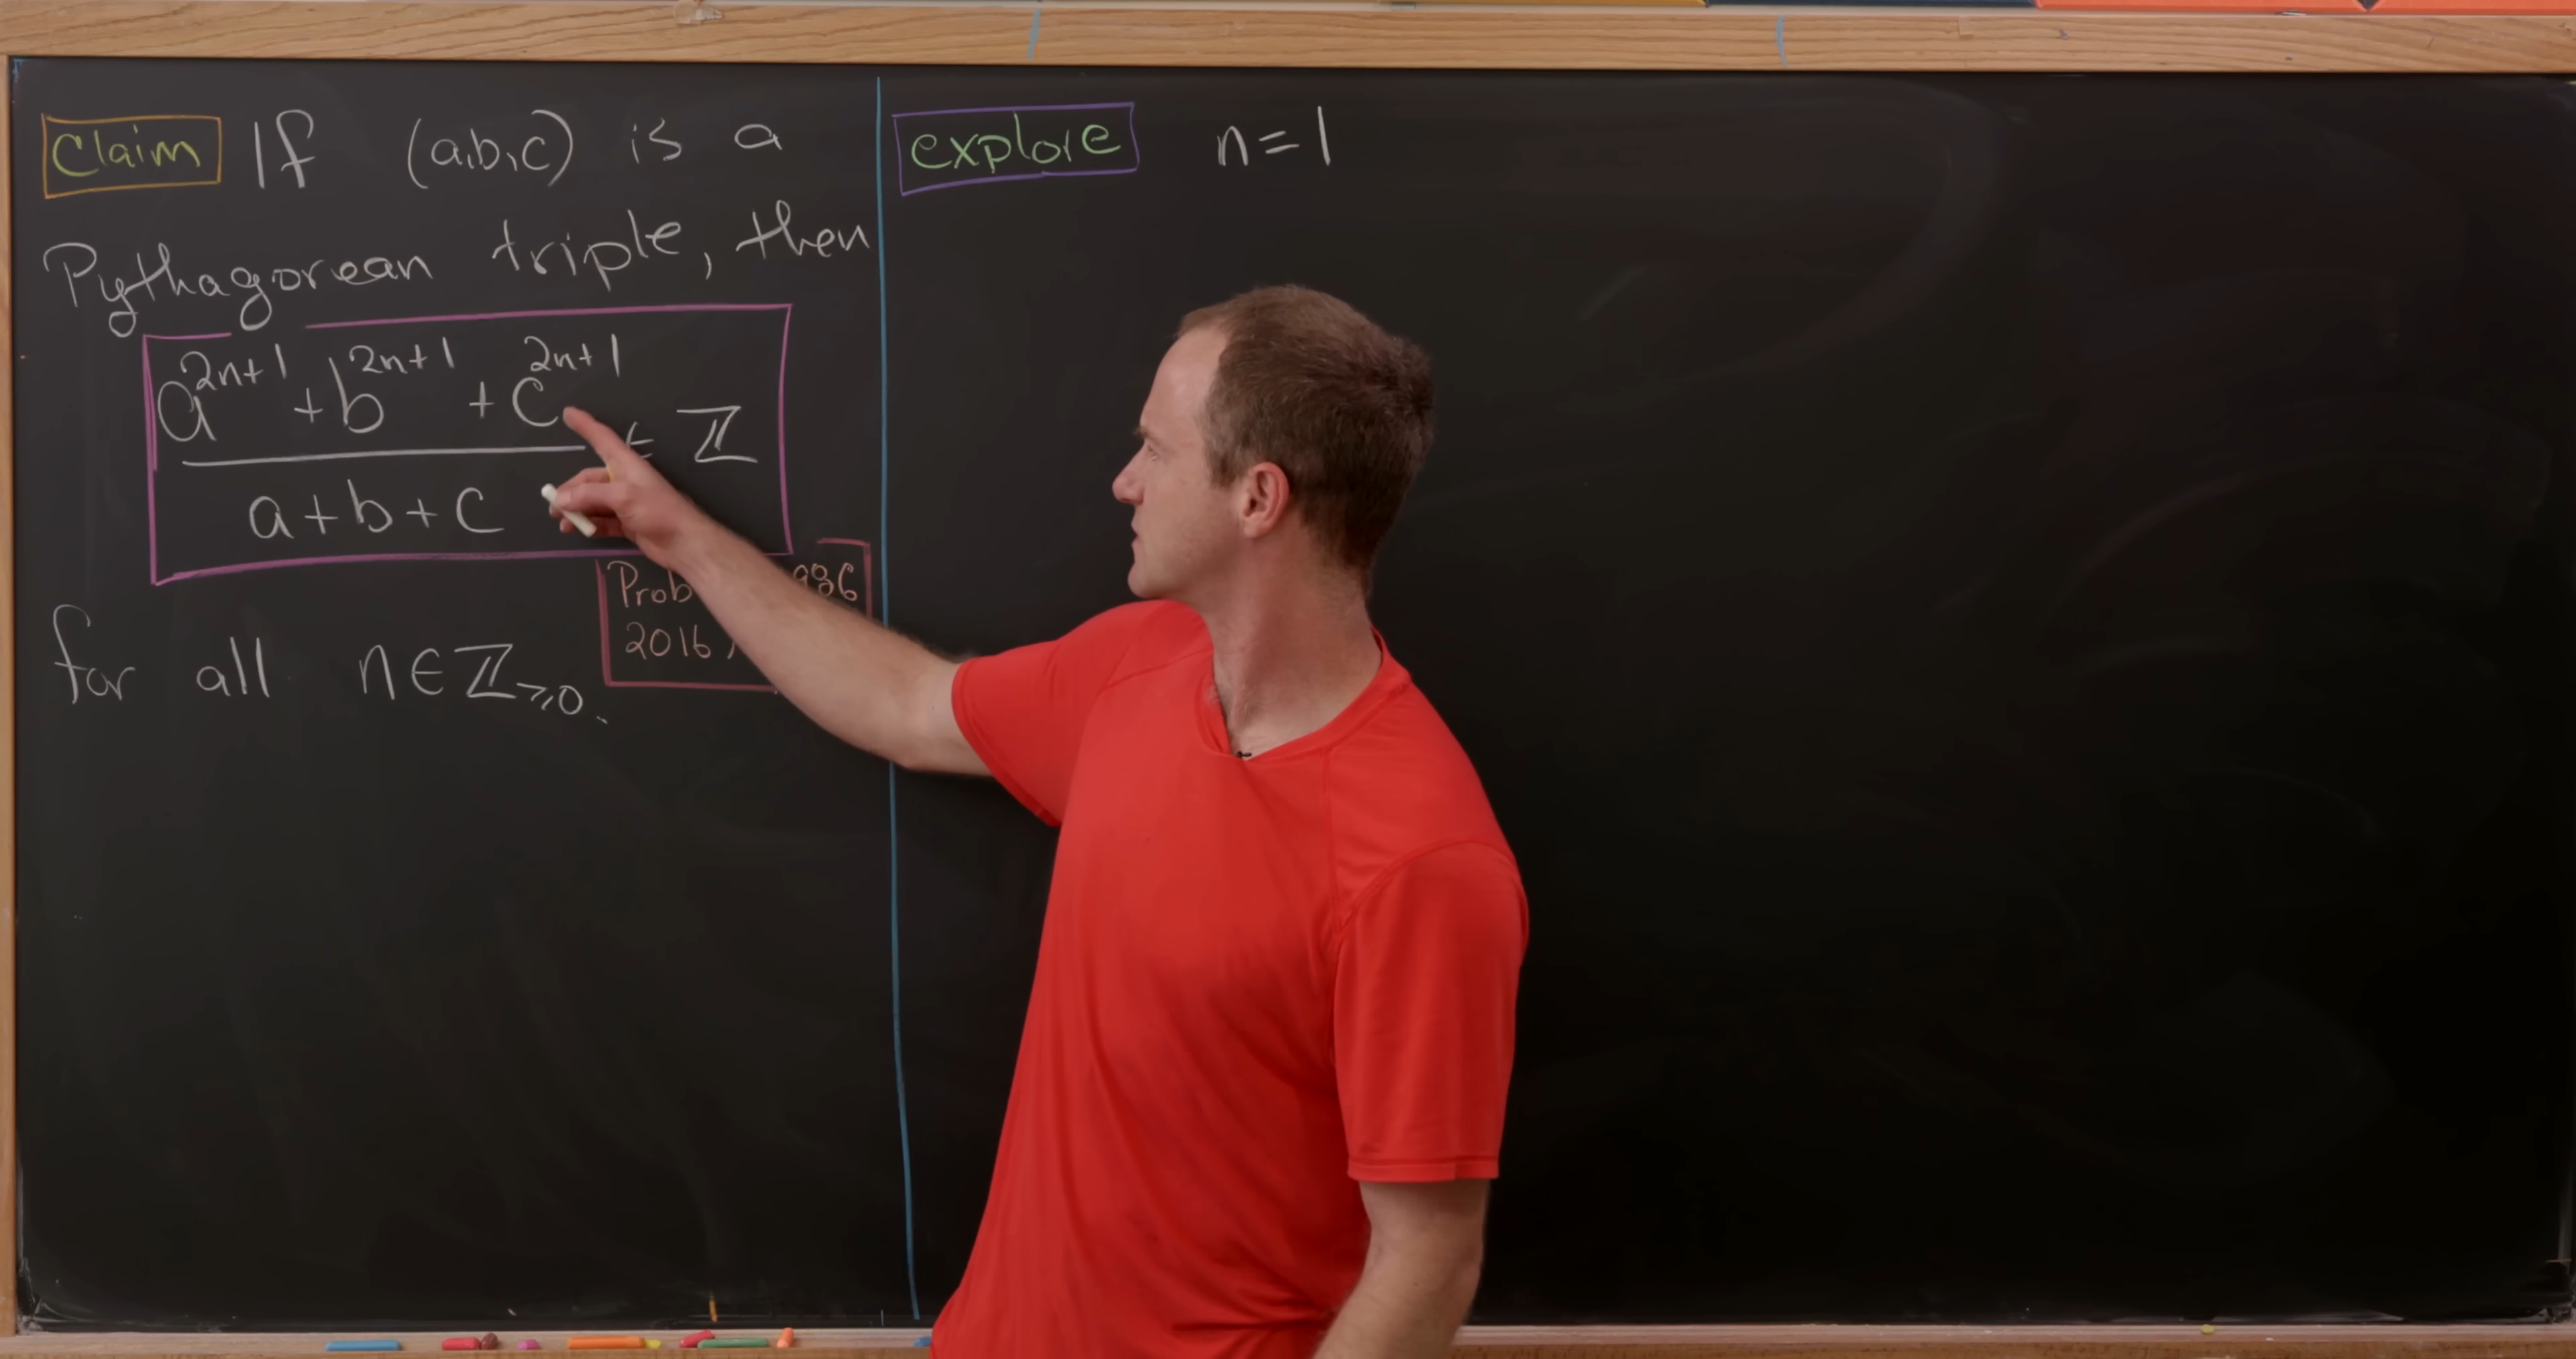 Claim If (a,b,c) is a
Pythagorean triple, then
a^{2n+1} + b^{2n+1} + c^{2n+1}
a+b+c
∈ ℤ
for all n∈ℤ≥0.
Prob
2016,
explore n=1